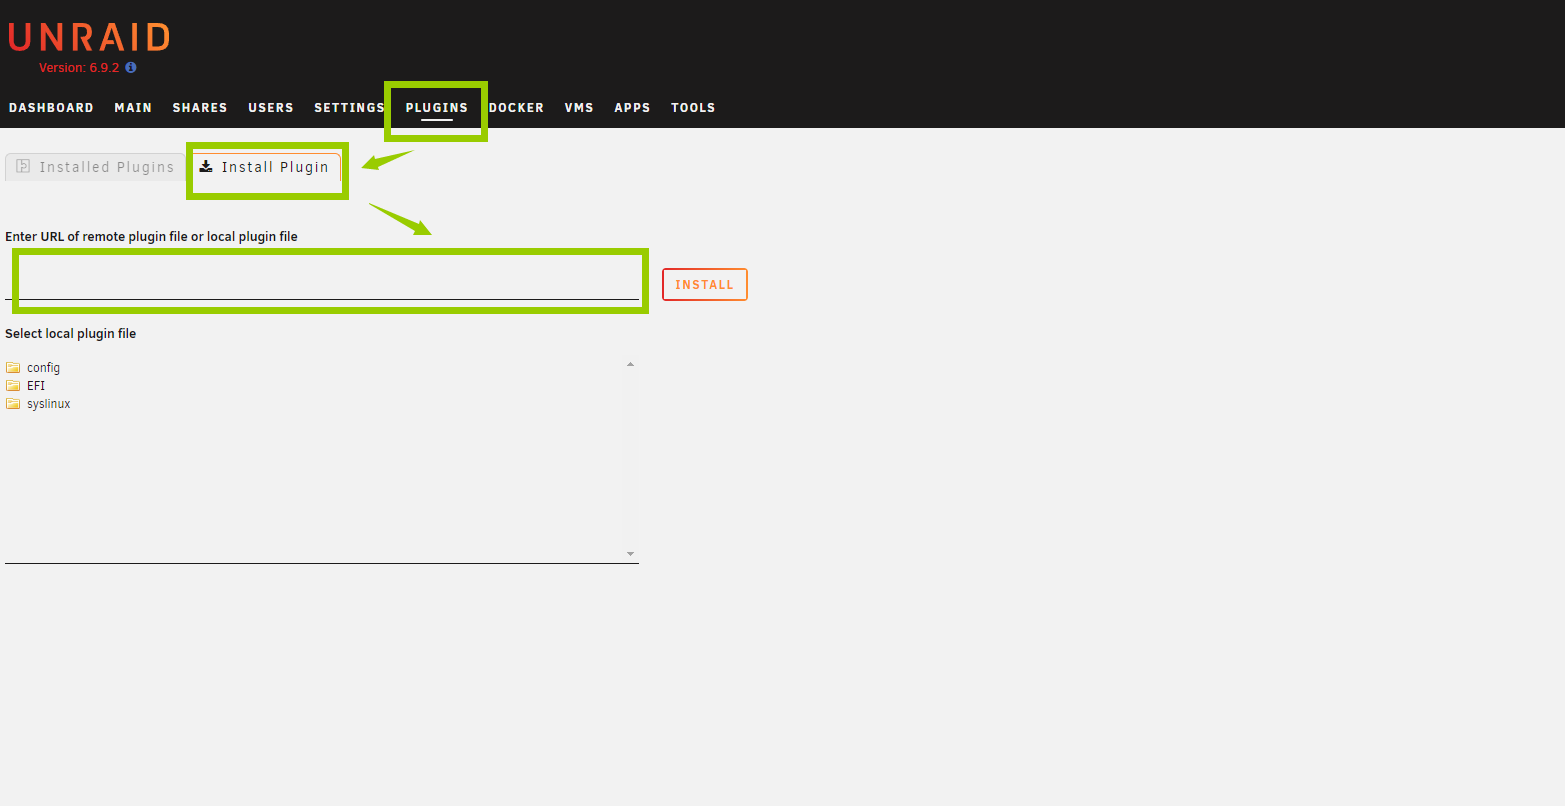 UNRAID
Version: 6.9.2
DASHBOARD MAIN SHARES USERS SETTINGS PLUGINS DOCKER VMS APPS TOOLS
Installed Plugins Install Plugin
Enter URL of remote plugin file or local plugin file
INSTALL
Select local plugin file
config
EFI
syslinux